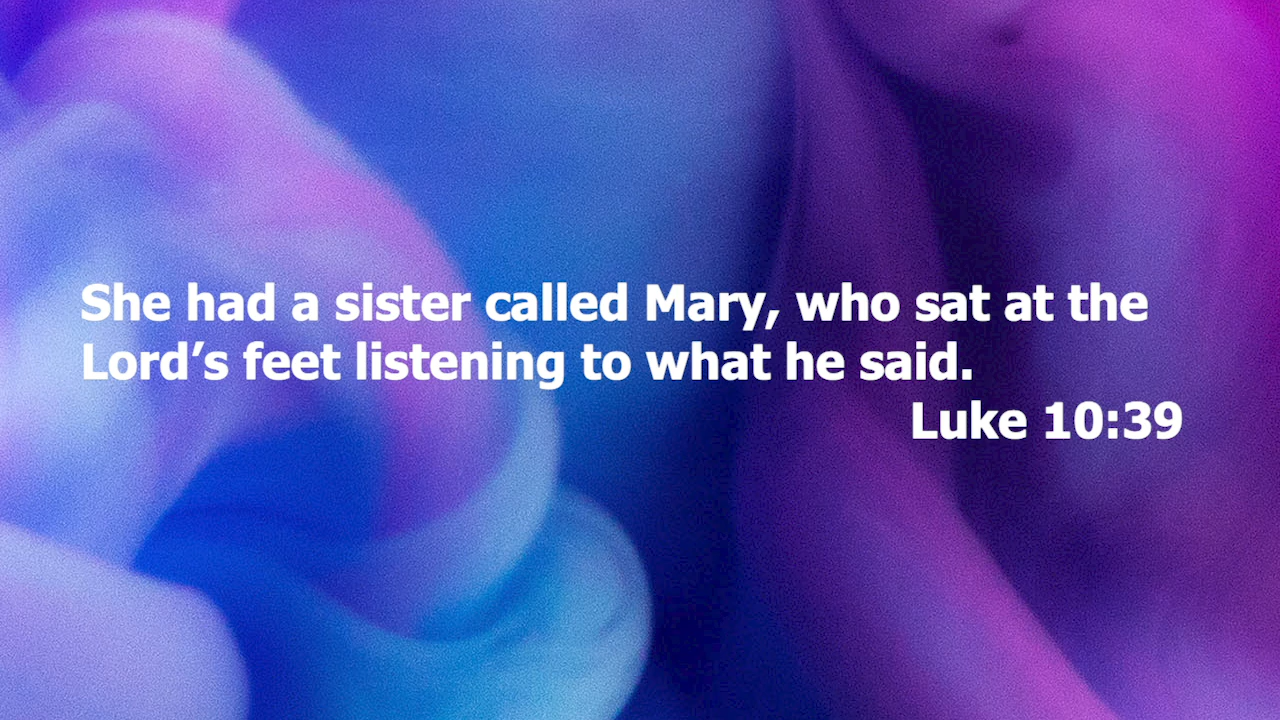 She had a sister called Mary, who sat at the
Lord’s feet listening to what he said.
Luke 10:39